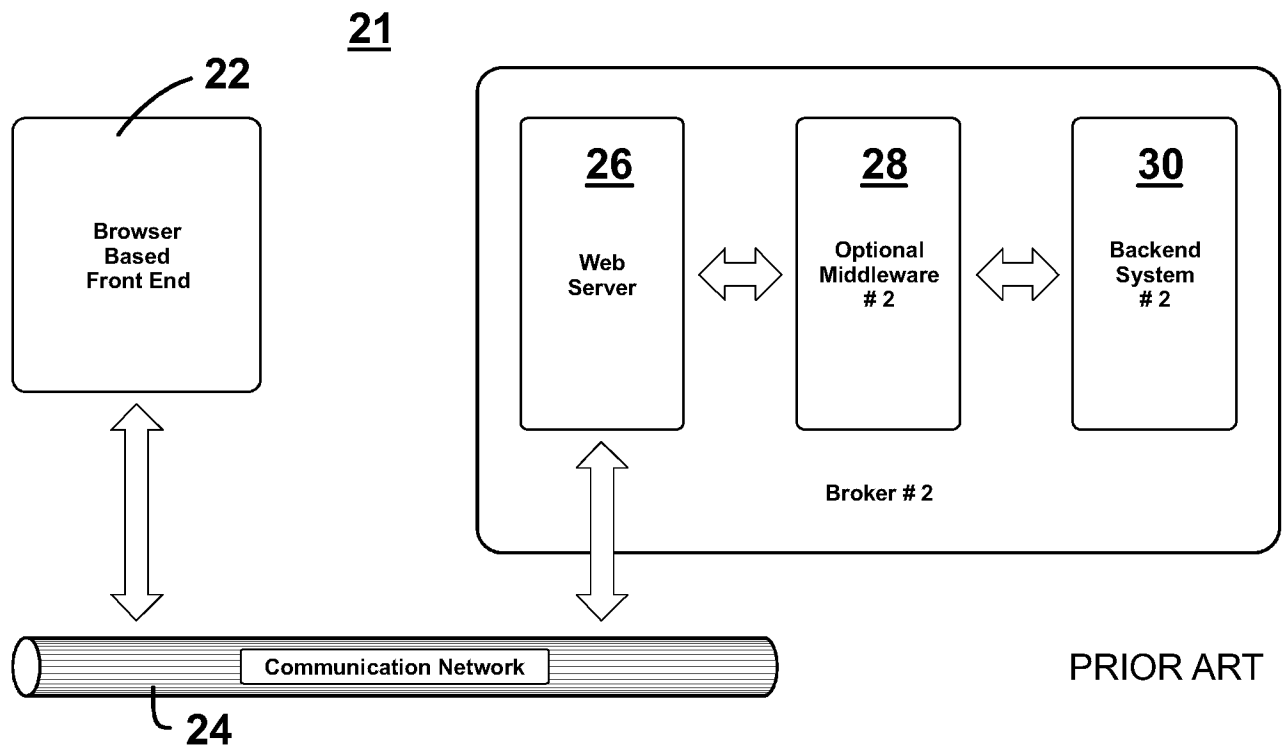 21
22
Browser
Based
Front End
26
Web
Server
28
Optional
Middleware
# 2
30
Backend
System
# 2
Broker # 2
Communication Network
24
PRIOR ART